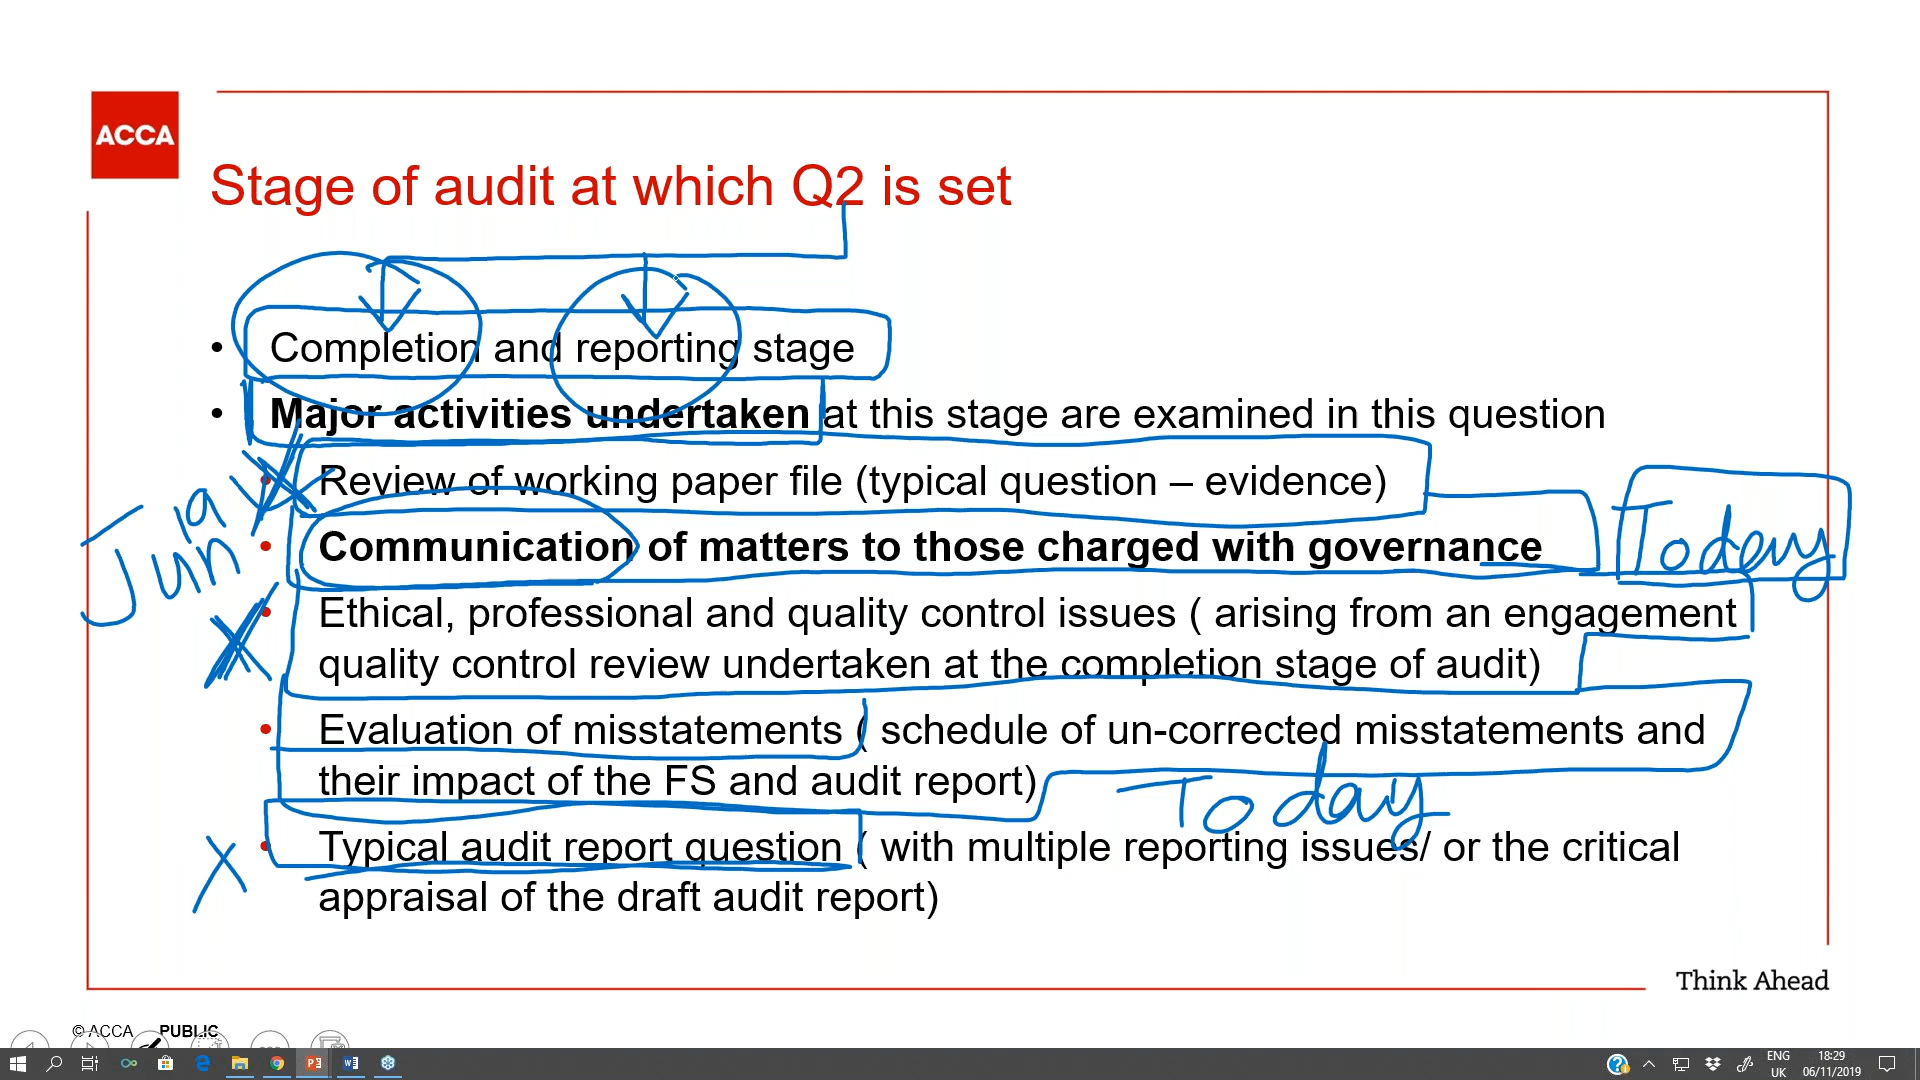 ACCA
Stage of audit at which Q2 is set
• Completion and reporting stage
• Major activities undertaken at this stage are examined in this question
• Review of working paper file (typical question – evidence)
Jun 19
• Communication of matters to those charged with governance
Today
• Ethical, professional and quality control issues ( arising from an engagement
quality control review undertaken at the completion stage of audit)
• Evaluation of misstatements ( schedule of un-corrected misstatements and
their impact of the FS and audit report)
Today
• Typical audit report question ( with multiple reporting issues/ or the critical
appraisal of the draft audit report)
Think Ahead
© ACCA PUBLIC
ENG
UK
18:29
06/11/2019